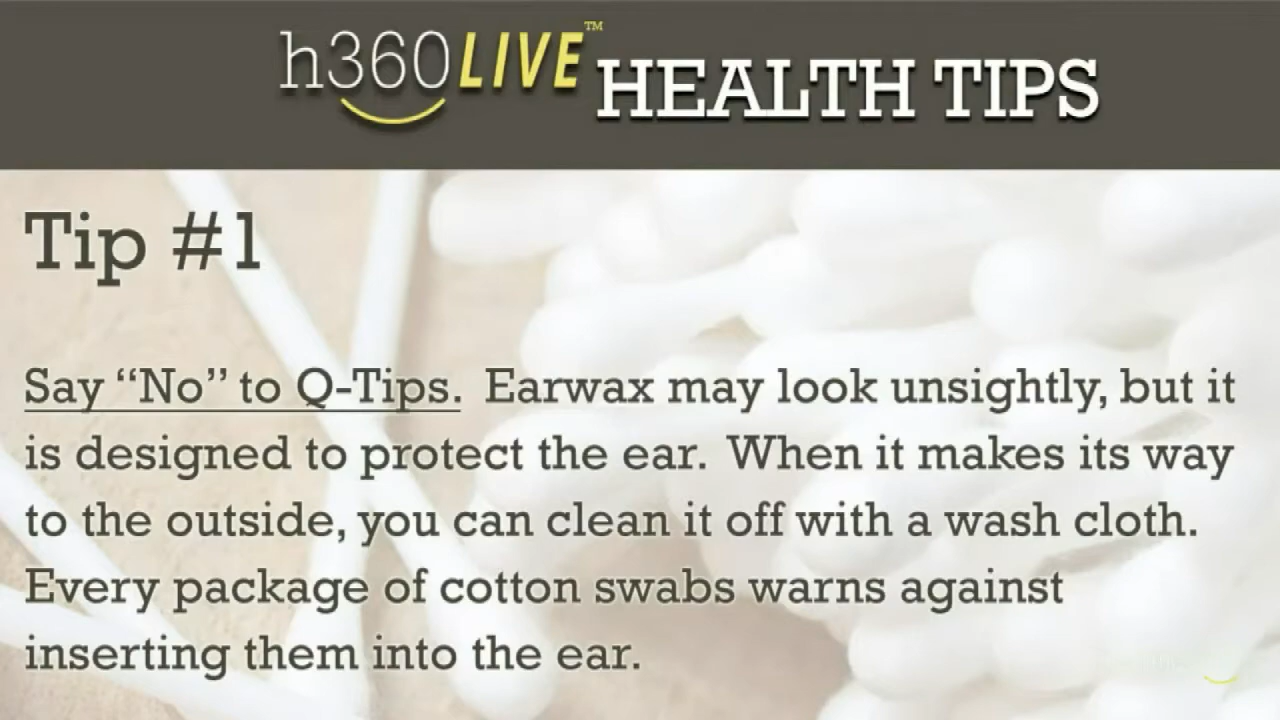 h360LIVE™ HEALTH TIPS
Tip #1
Say “No” to Q-Tips. Earwax may look unsightly, but it
is designed to protect the ear. When it makes its way
to the outside, you can clean it off with a wash cloth.
Every package of cotton swabs warns against
inserting them into the ear.